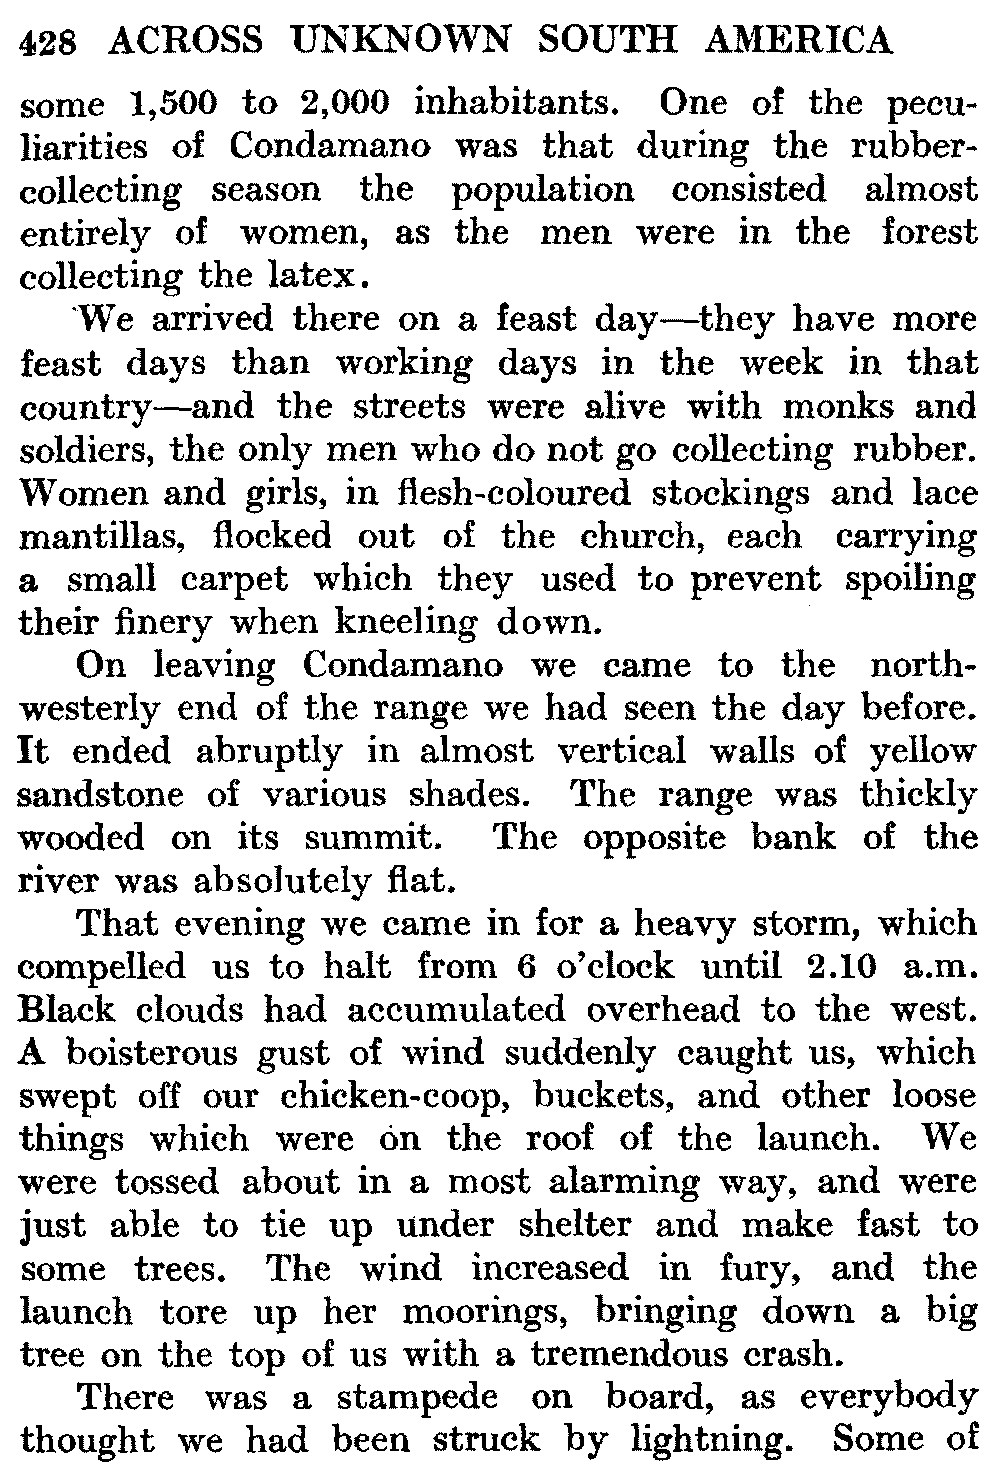 428 ACROSS UNKNOWN SOUTH AMERICA
some 1,500 to 2,000 inhabitants. One of the pecu-
liarities of Condamano was that during the rubber-
collecting season the population consisted almost
entirely of women, as the men were in the forest
collecting the latex.
We arrived there on a feast day—they have more
feast days than working days in the week in that
country—and the streets were alive with monks and
soldiers, the only men who do not go collecting rubber.
Women and girls, in flesh-coloured stockings and lace
mantillas, flocked out of the church, each carrying
a small carpet which they used to prevent spoiling
their finery when kneeling down.
On leaving Condamano we came to the north-
westerly end of the range we had seen the day before.
It ended abruptly in almost vertical walls of yellow
sandstone of various shades. The range was thickly
wooded on its summit. The opposite bank of the
river was absolutely flat.
That evening we came in for a heavy storm, which
compelled us to halt from 6 o'clock until 2.10 a.m.
Black clouds had accumulated overhead to the west.
A boisterous gust of wind suddenly caught us, which
swept off our chicken-coop, buckets, and other loose
things which were on the roof of the launch. We
were tossed about in a most alarming way, and were
just able to tie up under shelter and make fast to
some trees. The wind increased in fury, and the
launch tore up her moorings, bringing down a big
tree on the top of us with a tremendous crash.
There was a stampede on board, as everybody
thought we had been struck by lightning. Some of